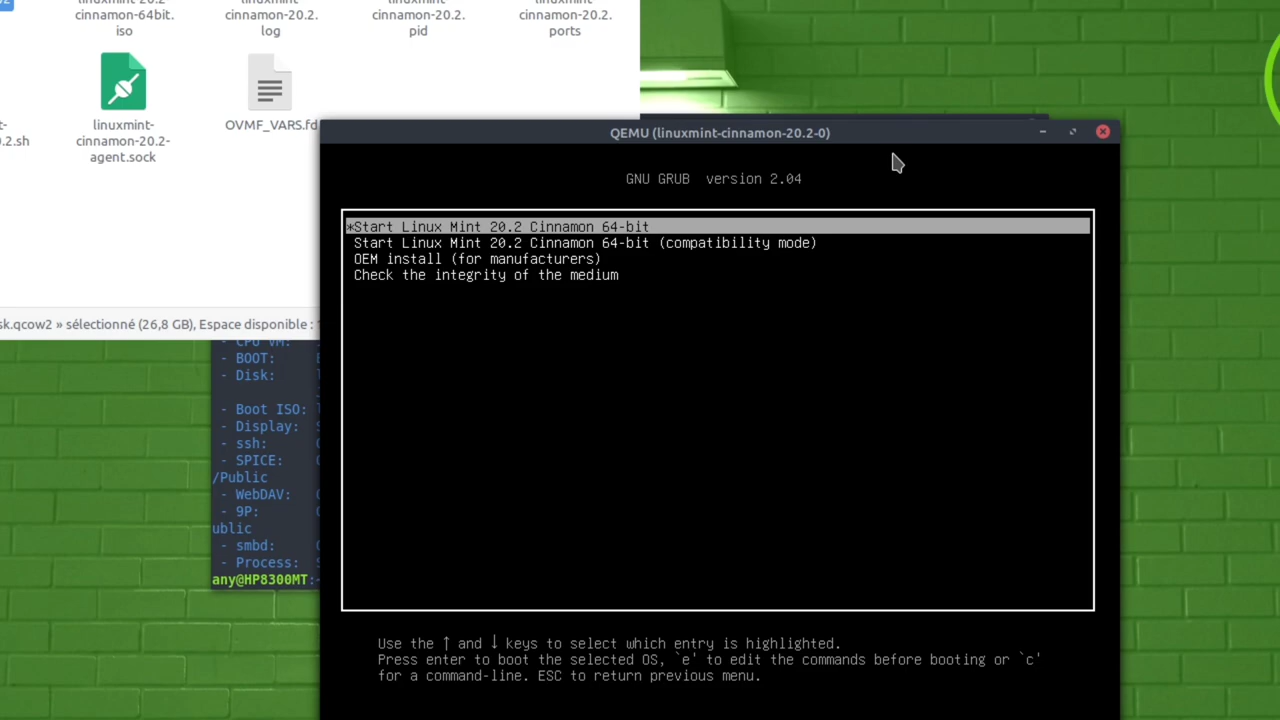 cinnamon-64bit.
iso
cinnamon-20.2.
log
cinnamon-20.2.
pid
cinnamon-20.2.
ports
t-
0.2.sh
linuxmint-
cinnamon-20.2-
agent.sock
OVMF_VARS.fd
sk.qcow2 » sélectionné (26,8 GB), Espace disponible :
QEMU (linuxmint-cinnamon-20.2-0)
GNU GRUB version 2.04
*Start Linux Mint 20.2 Cinnamon 64-bit
Start Linux Mint 20.2 Cinnamon 64-bit (compatibility mode)
OEM install (for manufacturers)
Check the integrity of the medium
Use the ↑ and ↓ keys to select which entry is highlighted.
Press enter to boot the selected OS, `e' to edit the commands before booting or `c'
for a command-line. ESC to return previous menu.
- CPU VM:
- BOOT:
- Disk:
- Boot ISO:
- Display:
- ssh:
- SPICE:
/Public
- WebDAV:
- 9P:
ublic
- smbd:
- Process:
any@HP8300MT: